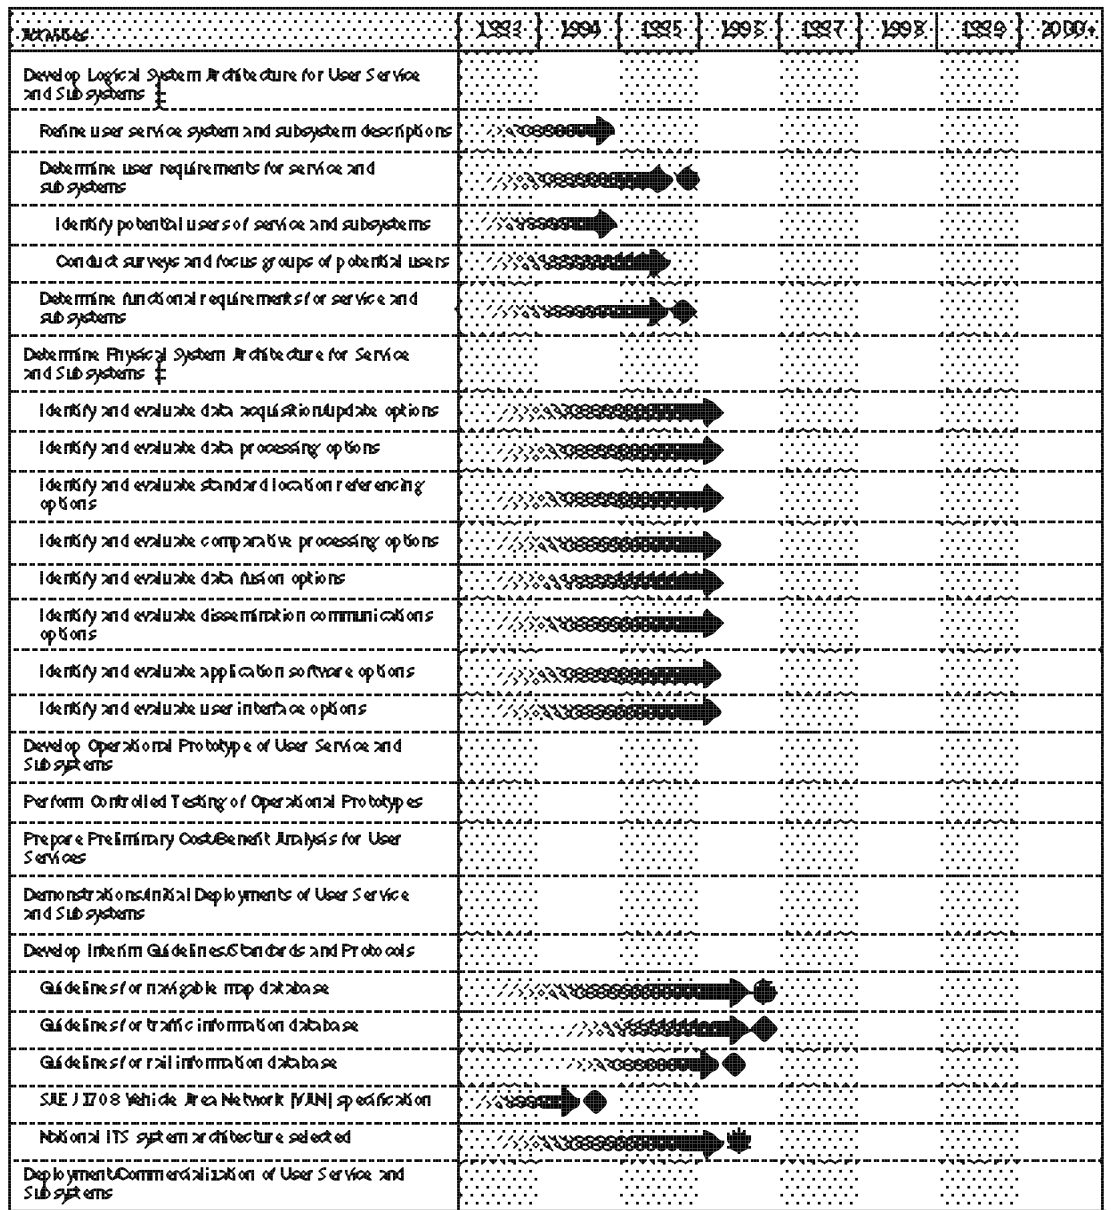 Activities 1993 1994 1995 1996 1997 1998 1999 2000+
Develop Logical System Architecture for User Service
and Subsystems ‡
Refine user service system and subsystem descriptions
Determine user requirements for service and
subsystems
Identify potential users of service and subsystems
Conduct surveys and focus groups of potential users
Determine functional requirements for service and
subsystems
Determine Physical System Architecture for Service
and Subsystems ‡
Identify and evaluate data acquisition/update options
Identify and evaluate data processing options
Identify and evaluate standard location referencing
options
Identify and evaluate comparative processing options
Identify and evaluate data fusion options
Identify and evaluate dissemination communications
options
Identify and evaluate application software options
Identify and evaluate user interface options
Develop Operational Prototype of User Service and
Subsystems
Perform Controlled Testing of Operational Prototypes
Prepare Preliminary Cost/Benefit Analysis for User
Services
Demonstrations/Initial Deployments of User Service
and Subsystems
Develop Interim Guidelines/Standards and Protocols
Guidelines for navigable map database
Guidelines for traffic information database
Guidelines for rail information database
SAE J1708 Vehicle Area Network (VAN) specification
National ITS system architecture selected
Deployment/Commercialization of User Service and
Subsystems